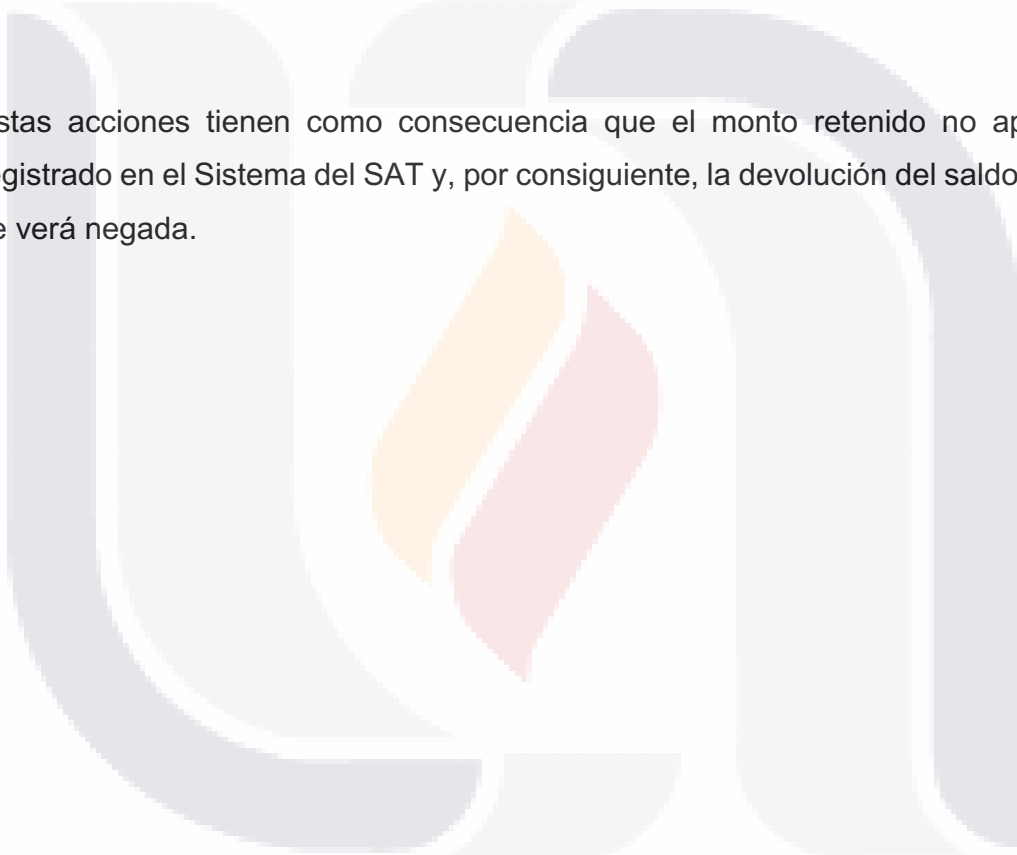 stas acciones tienen como consecuencia que el monto retenido no ap
egistrado en el Sistema del SAT y, por consiguiente, la devolución del saldo
e verá negada.